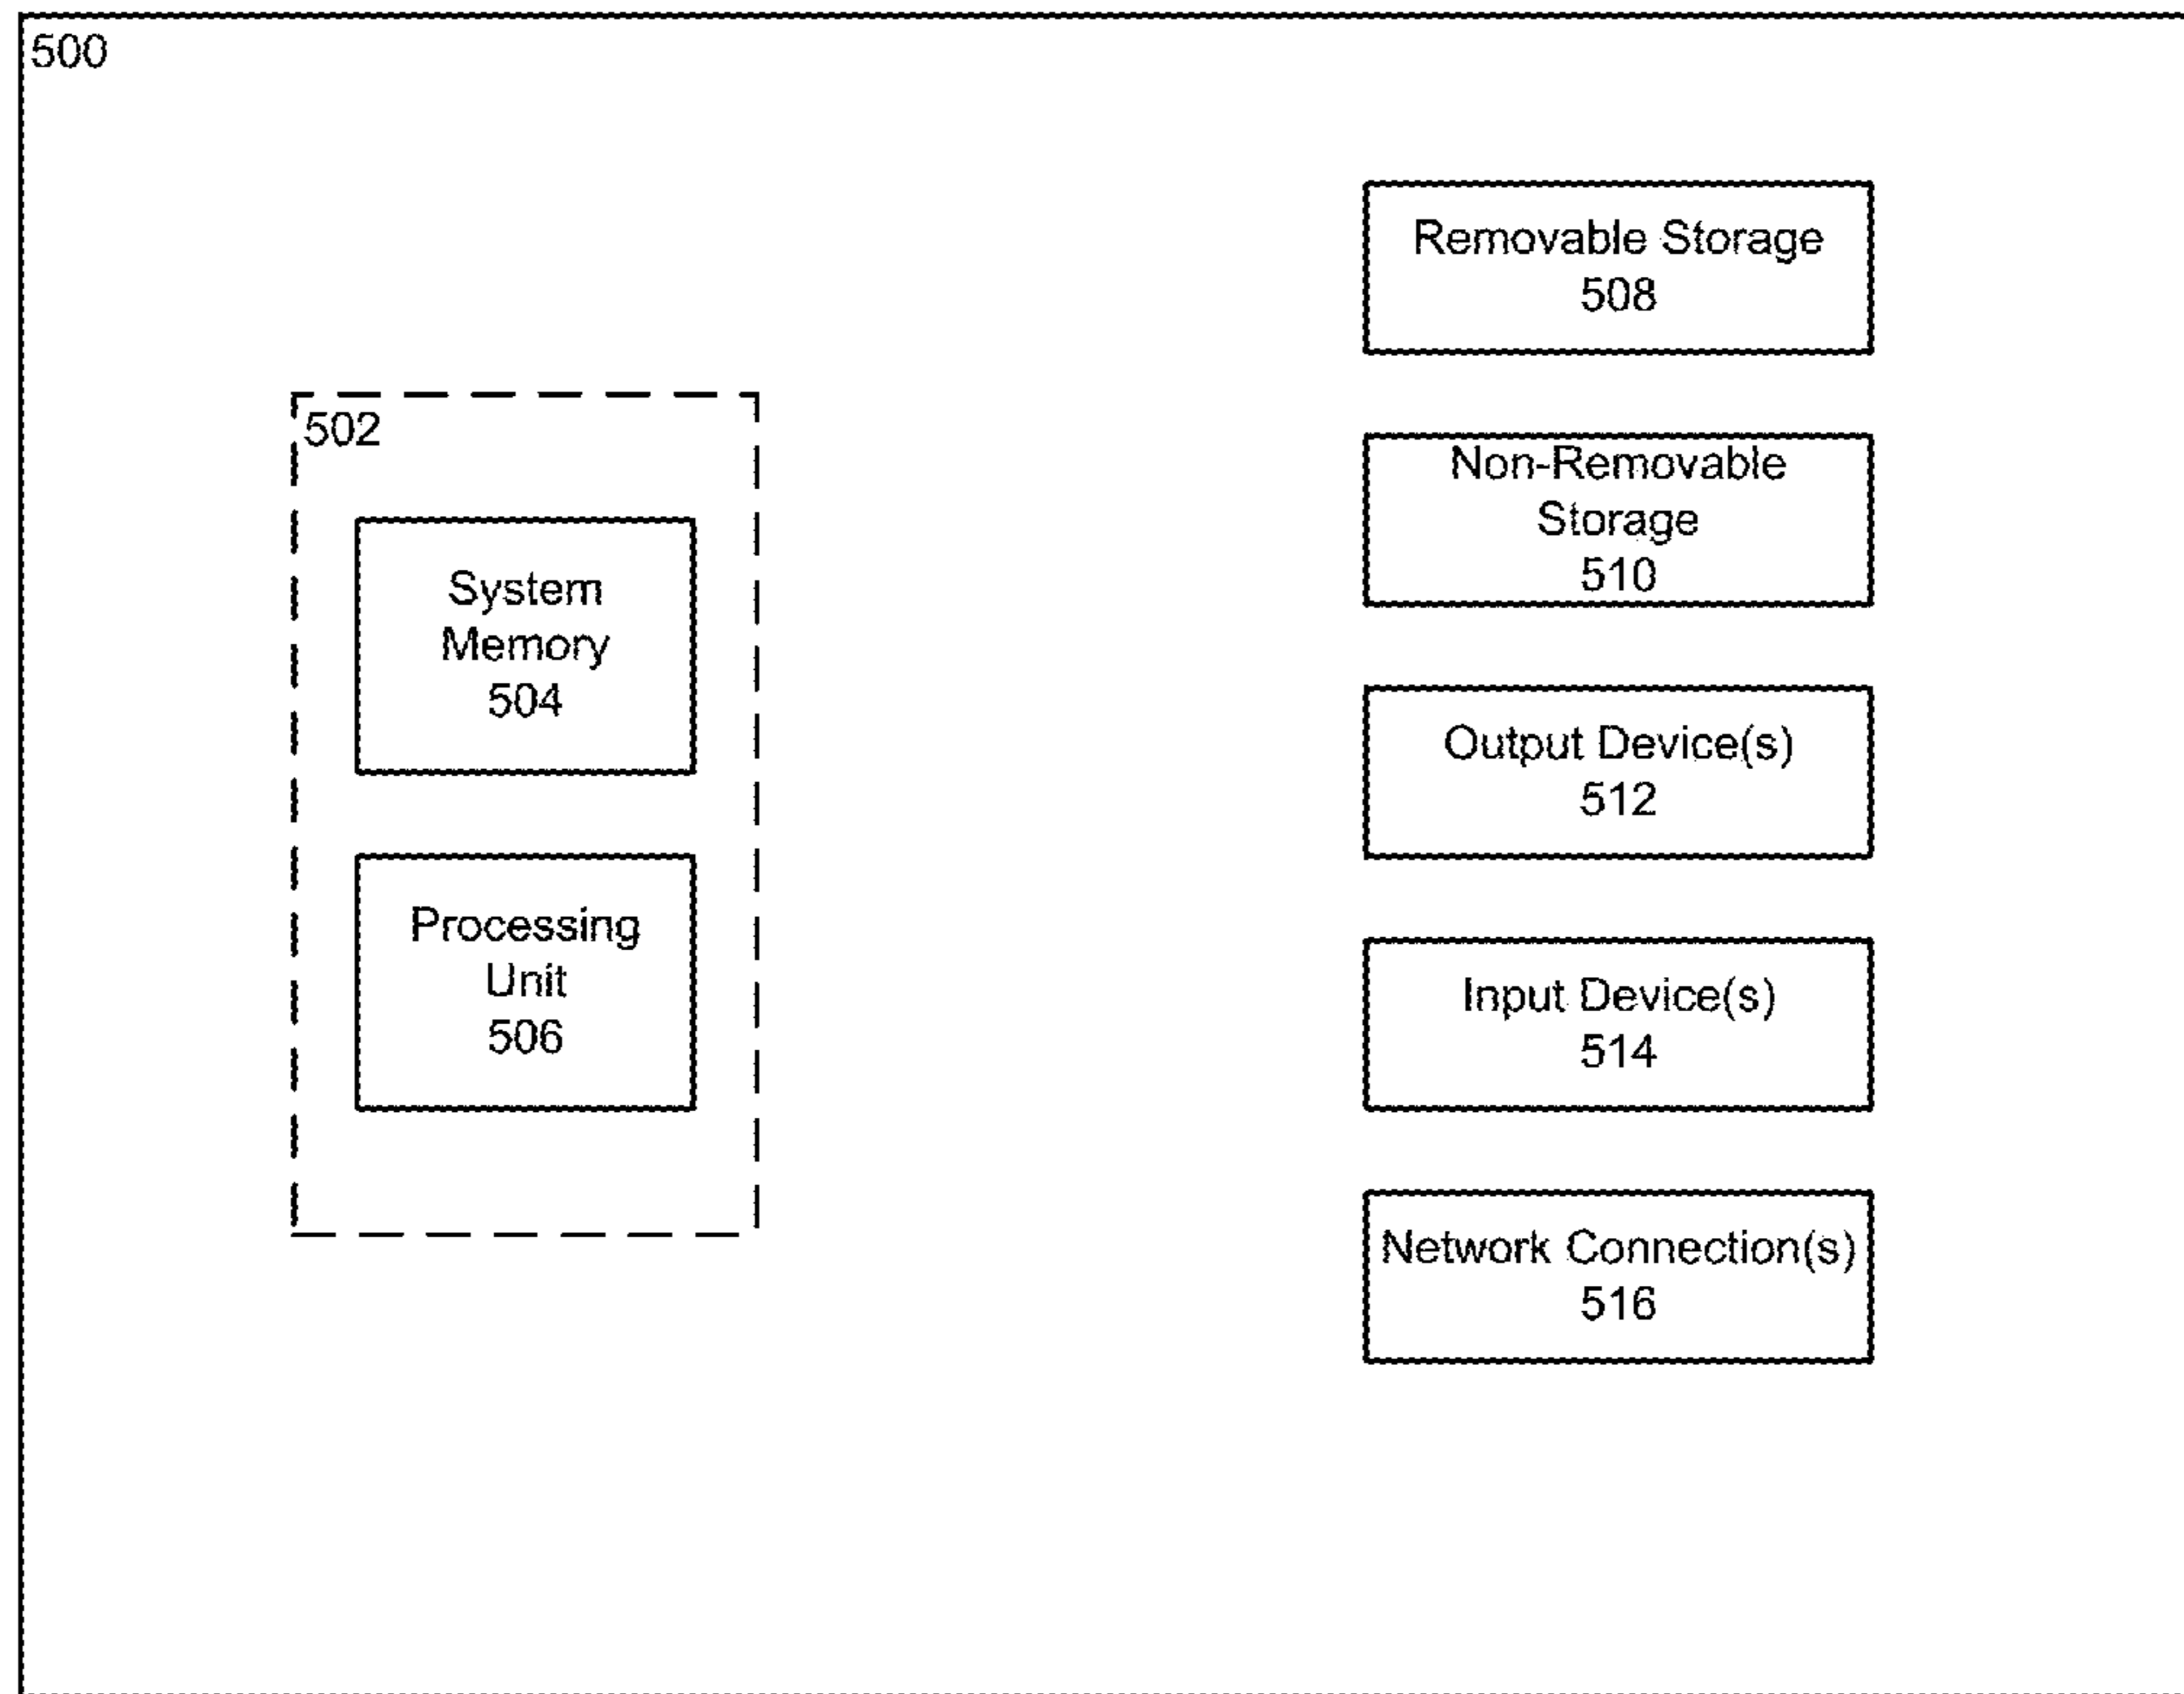 500
502
System
Memory
504
Processing
Unit
506
Removable Storage
508
Non-Removable
Storage
510
Output Device(s)
512
Input Device(s)
514
Network Connection(s)
516